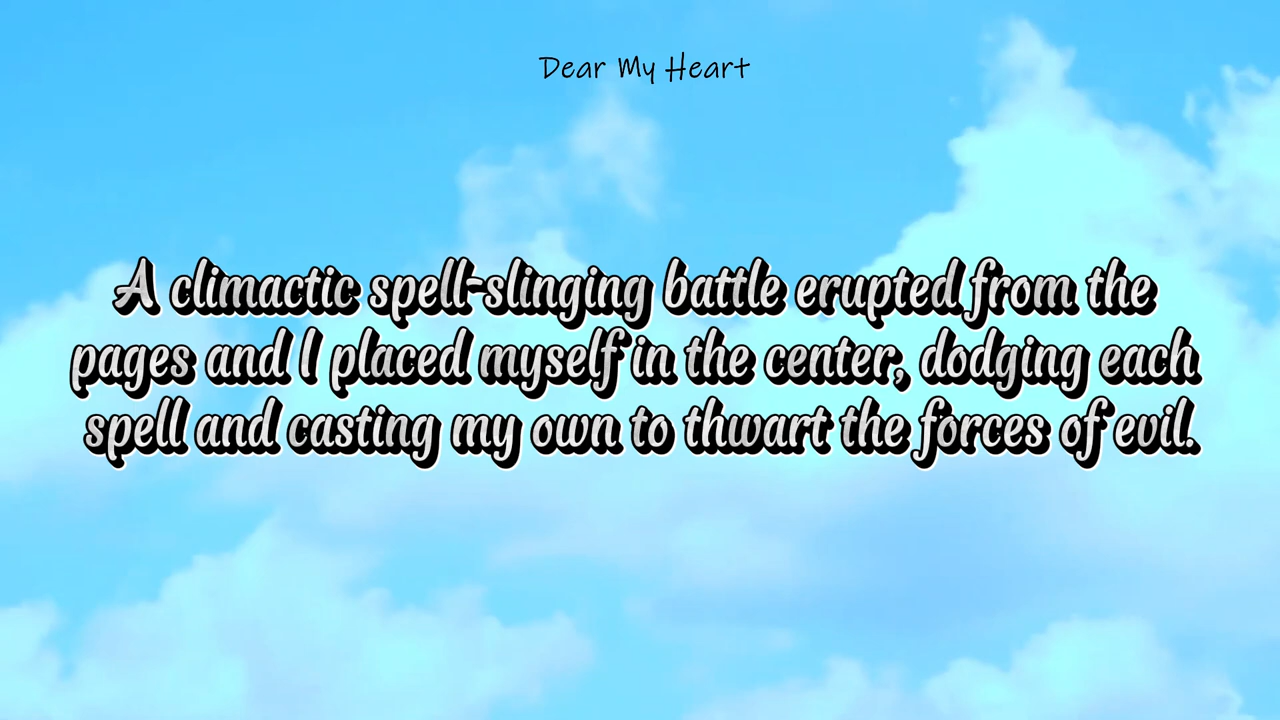 Dear My Heart
A climactic spell-slinging battle erupted from the
pages and I placed myself in the center, dodging each
spell and casting my own to thwart the forces of evil.